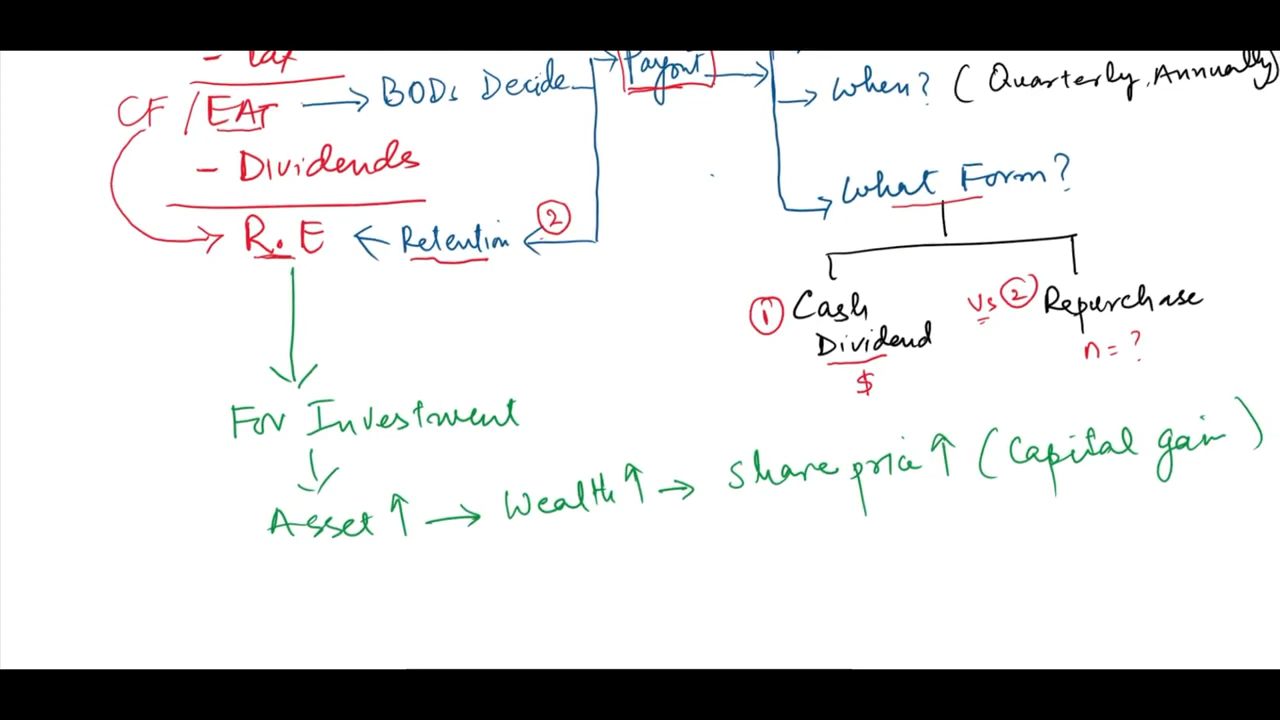 - Tax
Payout
CF / EAT → BODs Decide
When? (Quarterly, Annually)
- Dividends
What Form?
R.E ← Retention ②
① Cash Dividend
$
Vs ② Repurchase
n = ?
For Investment
Asset ↑ → Wealth ↑ → Share price ↑ (Capital gain)